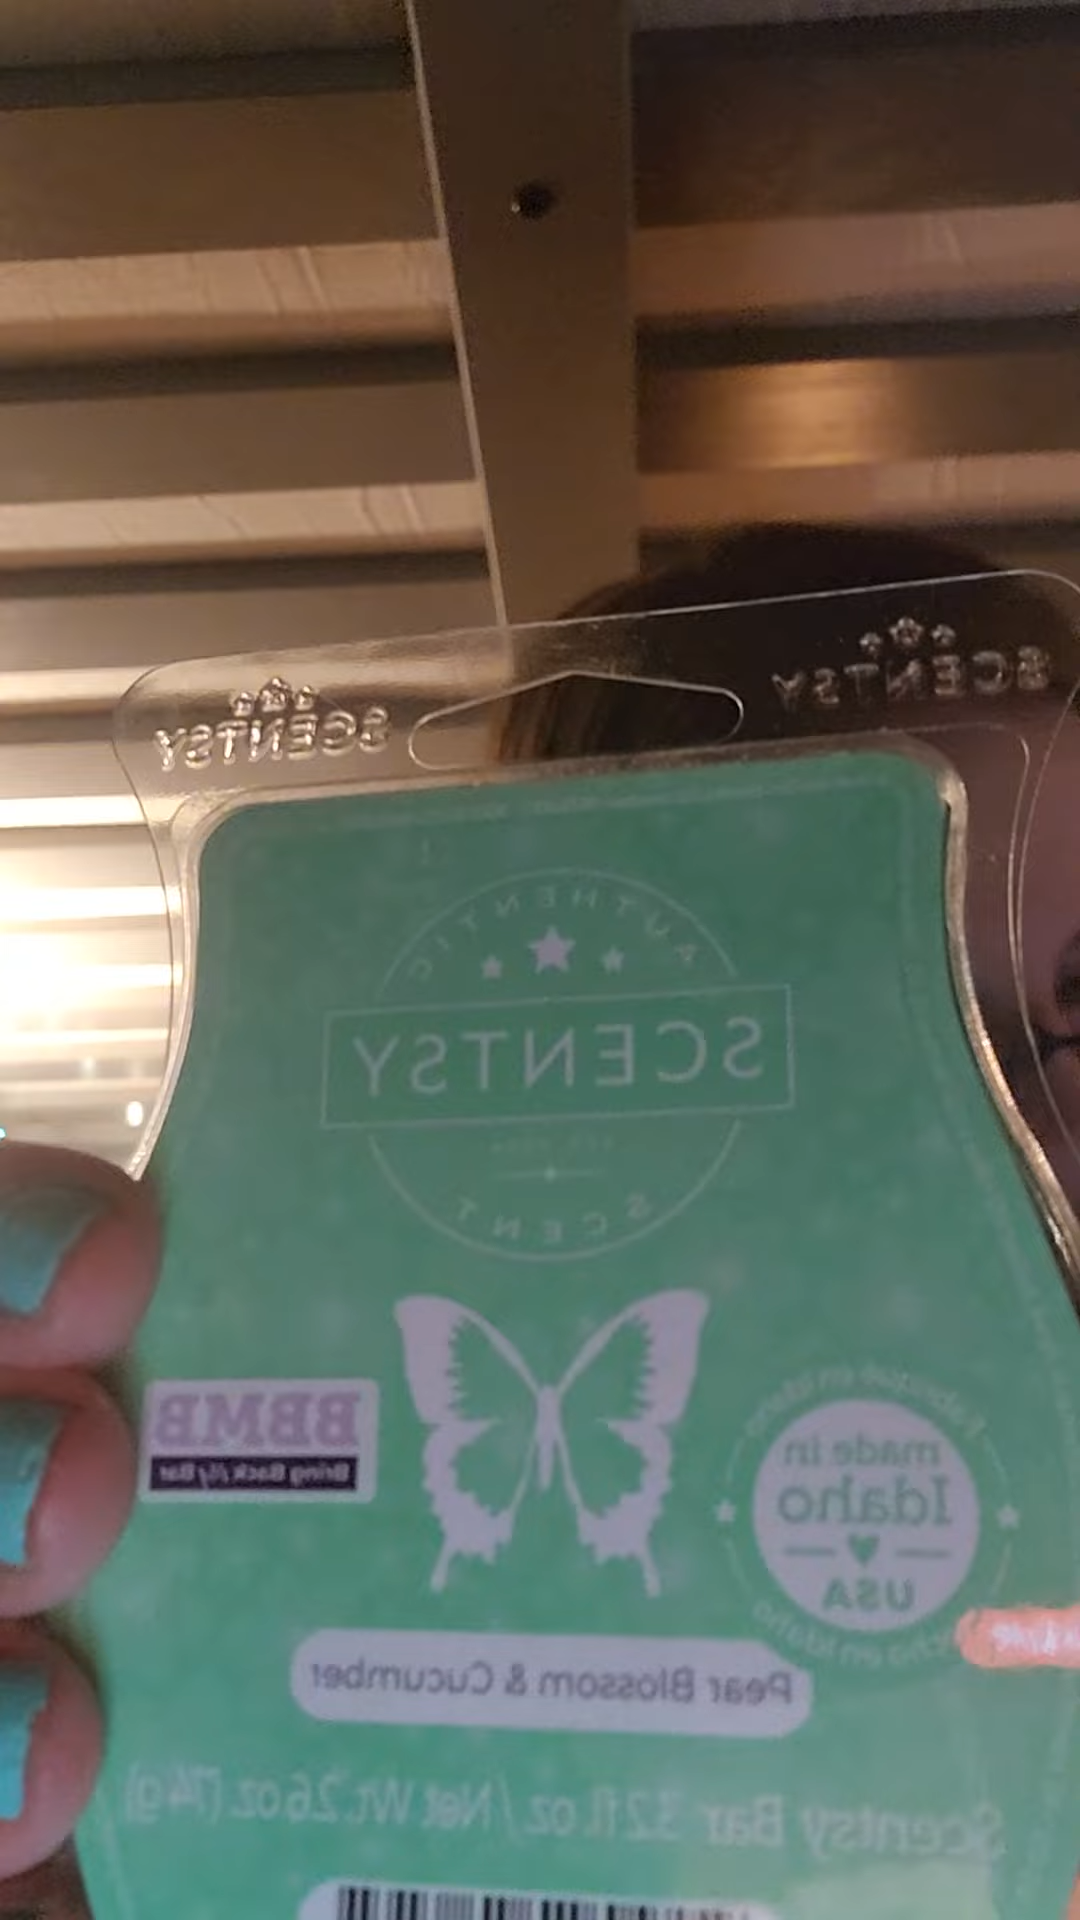 SCENTSY SCENTSY
AUTHENTIC
SCENTSY
SCENT
BBMB
Bring Back My Bar
made in
Idaho
USA
Pear Blossom & Cucumber
Scentsy Bar 3.2 fl. oz. / Net Wt. 2.6 oz (74g)